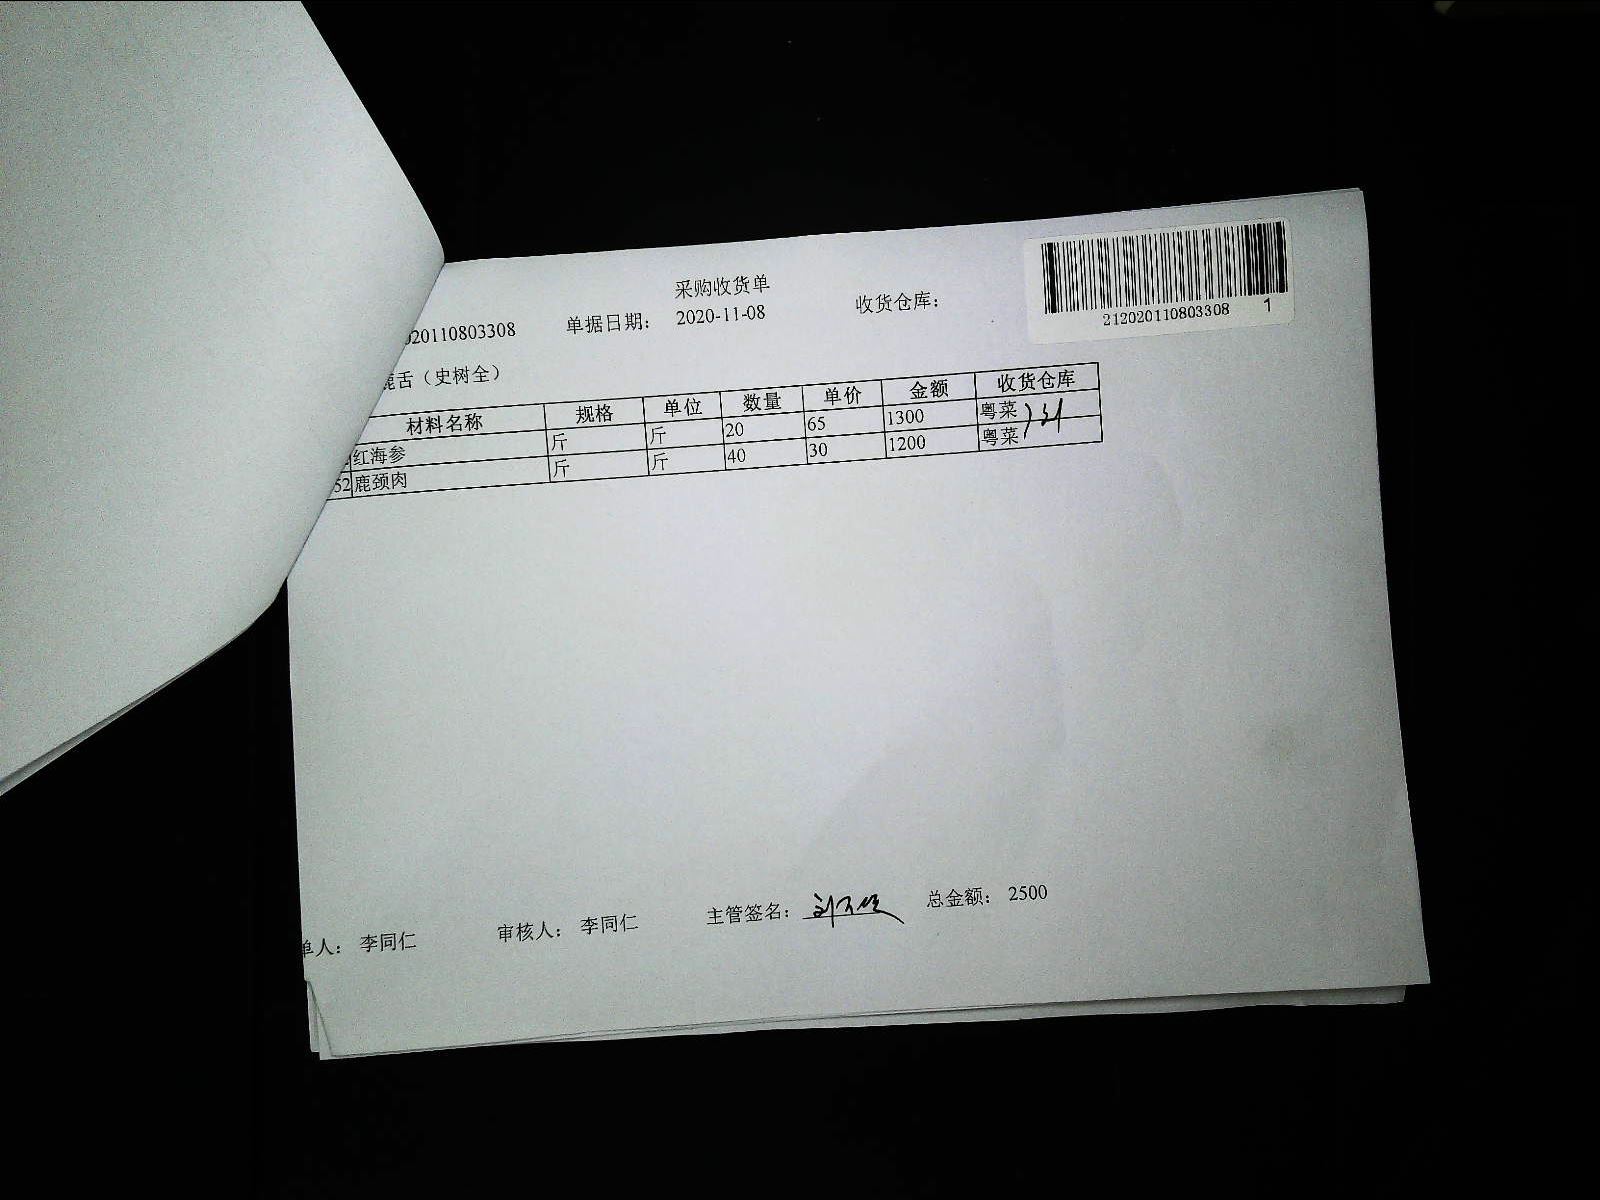 212020110803308 1
采购收货单
020110803308 单据日期： 2020-11-08 收货仓库：
鹿舌（史树全）
材料名称 规格 单位 数量 单价 金额 收货仓库
红海参 斤 斤 20 65 1300 粤菜
52 鹿颈肉 斤 斤 40 30 1200 粤菜
单人： 李同仁 审核人： 李同仁 主管签名： 总金额： 2500